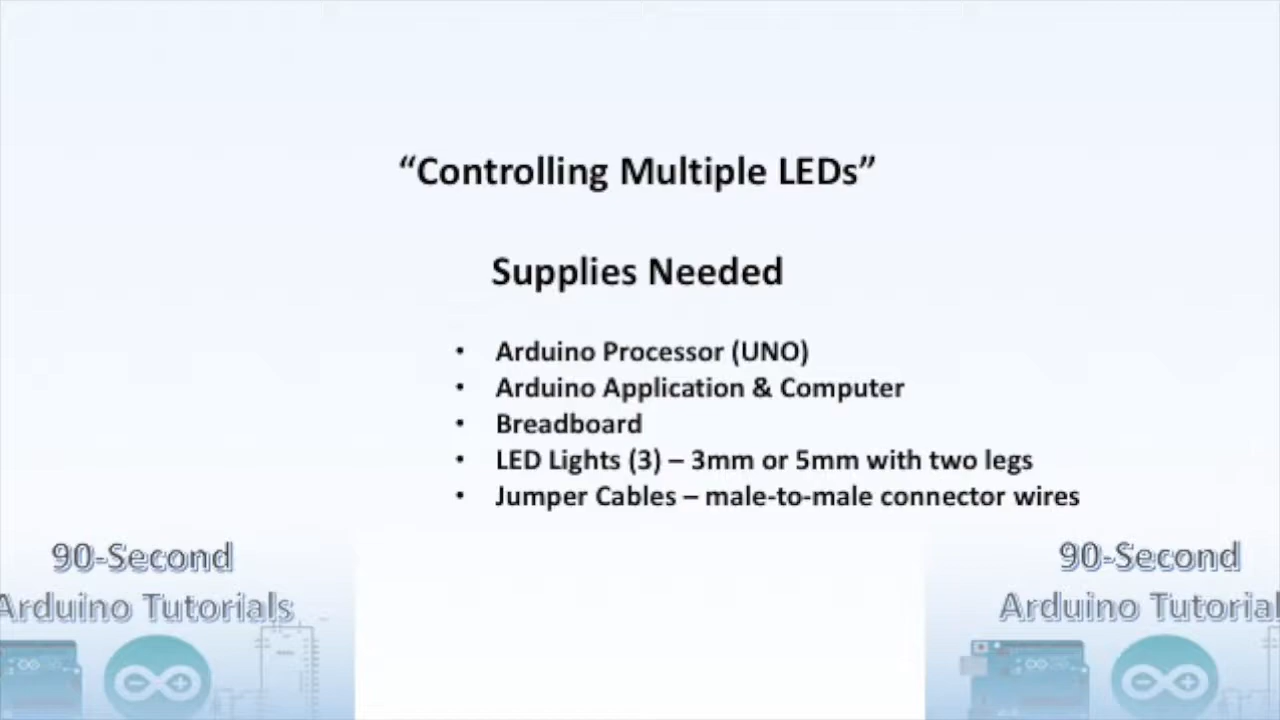 “Controlling Multiple LEDs”
Supplies Needed
• Arduino Processor (UNO)
• Arduino Application & Computer
• Breadboard
• LED Lights (3) – 3mm or 5mm with two legs
• Jumper Cables – male-to-male connector wires
90-Second
Arduino Tutorials
90-Second
Arduino Tutorial